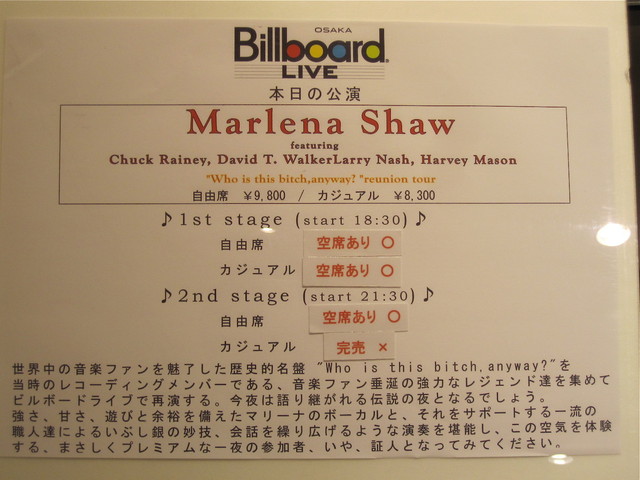 OSAKA
Billboard
LIVE
本日の公演
Marlena Shaw
featuring
Chuck Rainey, David T. WalkerLarry Nash, Harvey Mason
"Who is this bitch,anyway? "reunion tour
自由席 ￥9,800 / カジュアル ￥8,300
♪1st stage (start 18:30)♪
自由席 空席あり ○
カジュアル 空席あり ○
♪2nd stage (start 21:30)♪
自由席 空席あり ○
カジュアル 完売 ×
世界中の音楽ファンを魅了した歴史的名盤 "Who is this bitch,anyway?"を
当時のレコーディングメンバーである、音楽ファン垂涎の強力なレジェンド達を集めて
ビルボードライブで再演する。今夜は語り継がれる伝説の夜となるでしょう。
強さ、甘さ、遊びと余裕を備えたマリーナのボーカルと、それをサポートする一流の
職人達によるいぶし銀の妙技、会話を繰り広げるような演奏を堪能し、この空気を体験
する、まさしくプレミアムな一夜の参加者、いや、証人となってみてください。